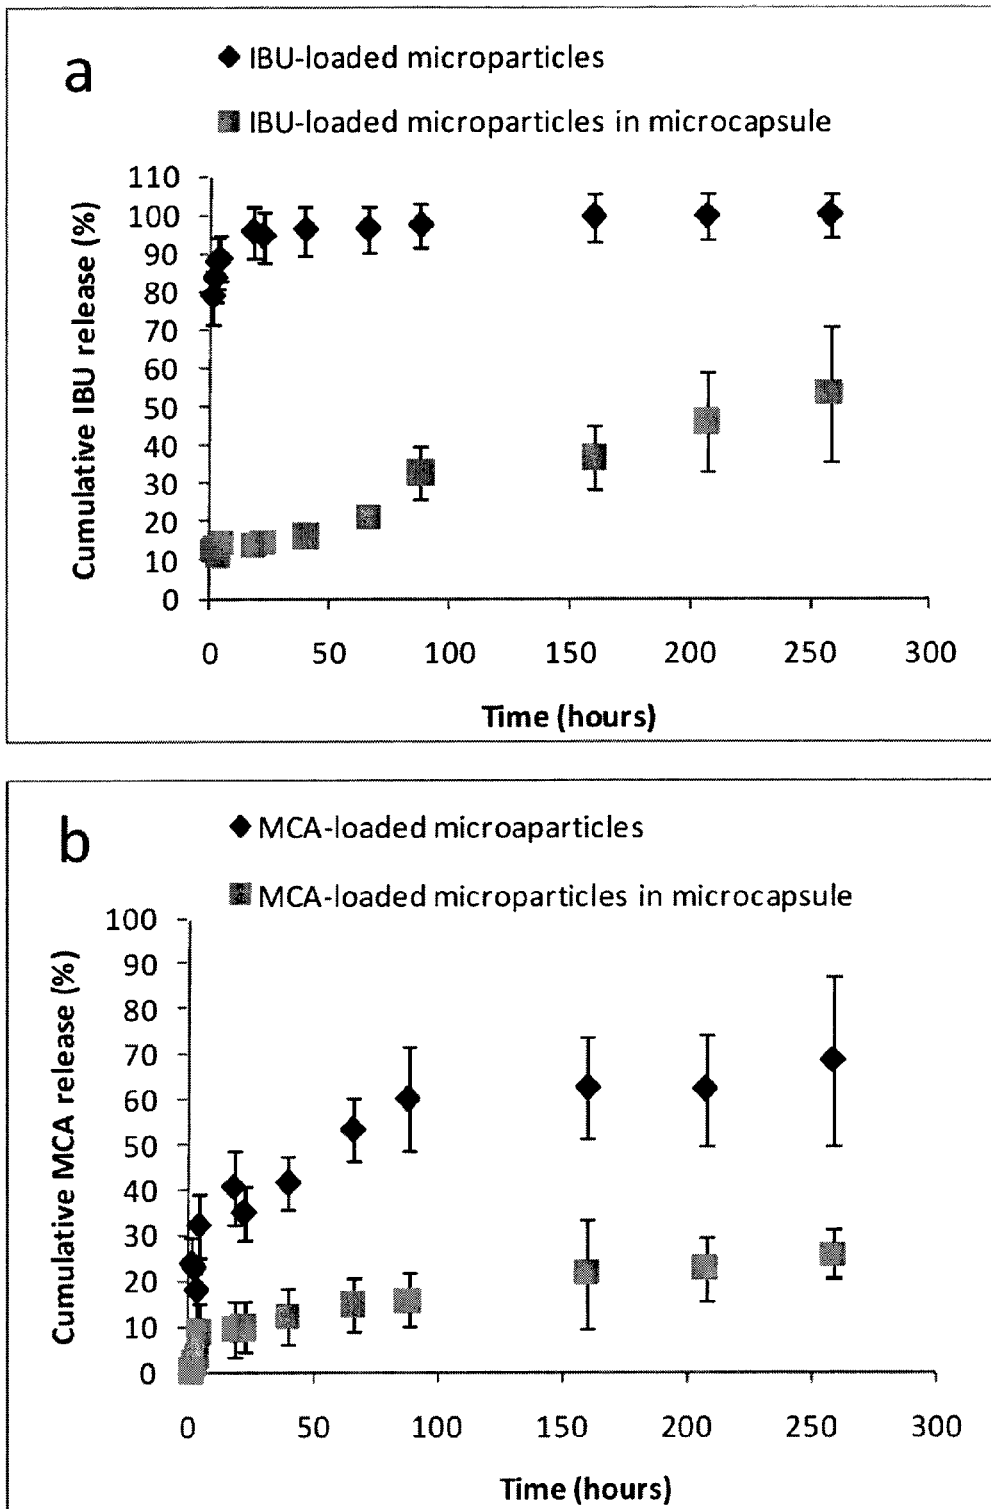 a
IBU-loaded microparticles
IBU-loaded microparticles in microcapsule
110
100
90
80
70
60
50
40
30
20
10
0
Cumulative IBU release (%)
0 50 100 150 200 250 300
Time (hours)
b
MCA-loaded microaparticles
MCA-loaded microparticles in microcapsule
100
90
80
70
60
50
40
30
20
10
0
Cumulative MCA release (%)
0 50 100 150 200 250 300
Time (hours)